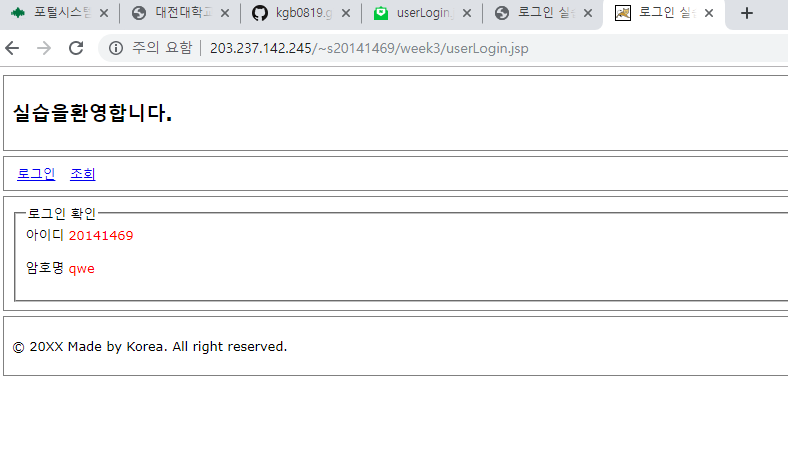 포털시스템
대전대학교
kgb0819.g
userLogin.
로그인 실습
로그인 실습
주의 요함 203.237.142.245/~s20141469/week3/userLogin.jsp
실습을환영합니다.
로그인 조회
로그인 확인
아이디 20141469
암호명 qwe
© 20XX Made by Korea. All right reserved.